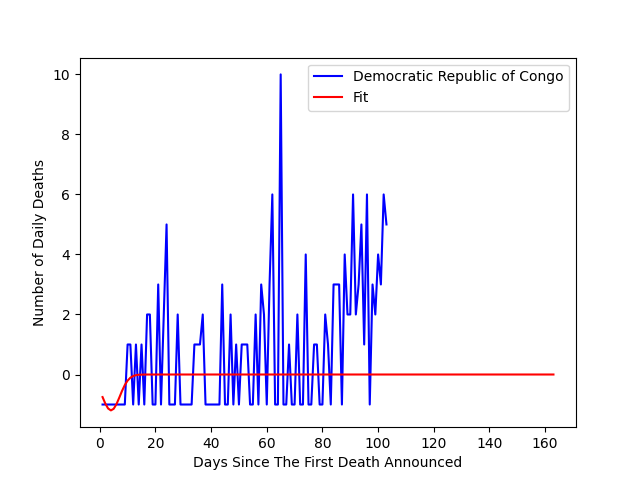 Democratic Republic of Congo
Fit
Number of Daily Deaths
10
8
6
4
2
0
0 20 40 60 80 100 120 140 160
Days Since The First Death Announced